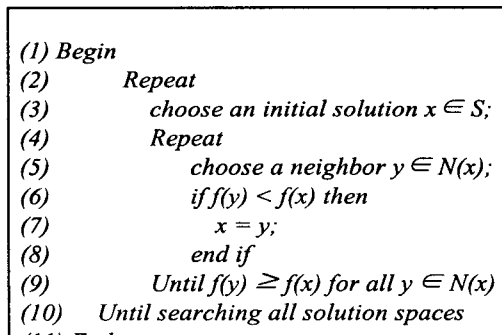 (1) Begin
(2) Repeat
(3) choose an initial solution x ∈ S;
(4) Repeat
(5) choose a neighbor y ∈ N(x);
(6) if f(y) < f(x) then
(7) x = y;
(8) end if
(9) Until f(y) ≥ f(x) for all y ∈ N(x)
(10) Until searching all solution spaces